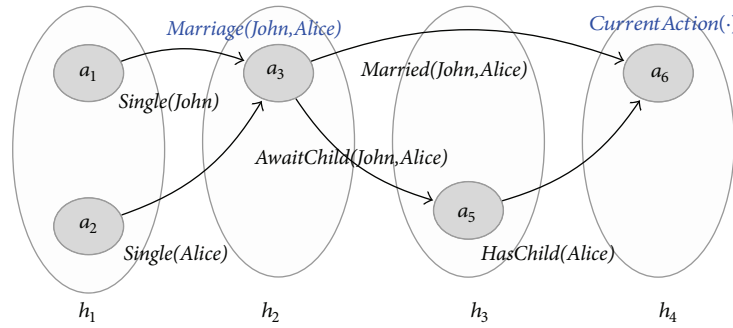 Marriage(John,Alice)
CurrentAction(·)
a1
a3
a6
Married(John,Alice)
Single(John)
AwaitChild(John,Alice)
a2
a5
Single(Alice)
HasChild(Alice)
h1
h2
h3
h4